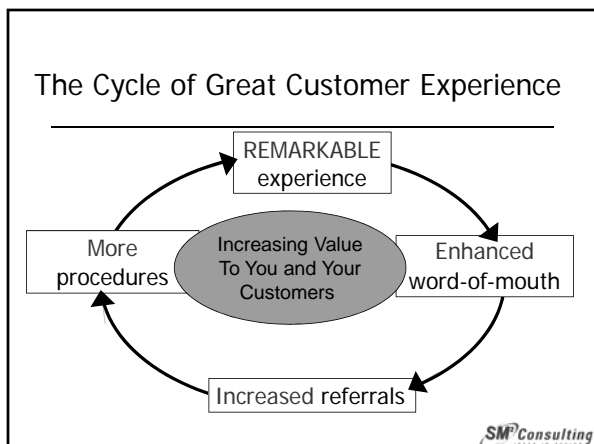 The Cycle of Great Customer Experience
REMARKABLE
experience
Enhanced
word-of-mouth
Increased referrals
More
procedures
Increasing Value
To You and Your
Customers
SM² Consulting